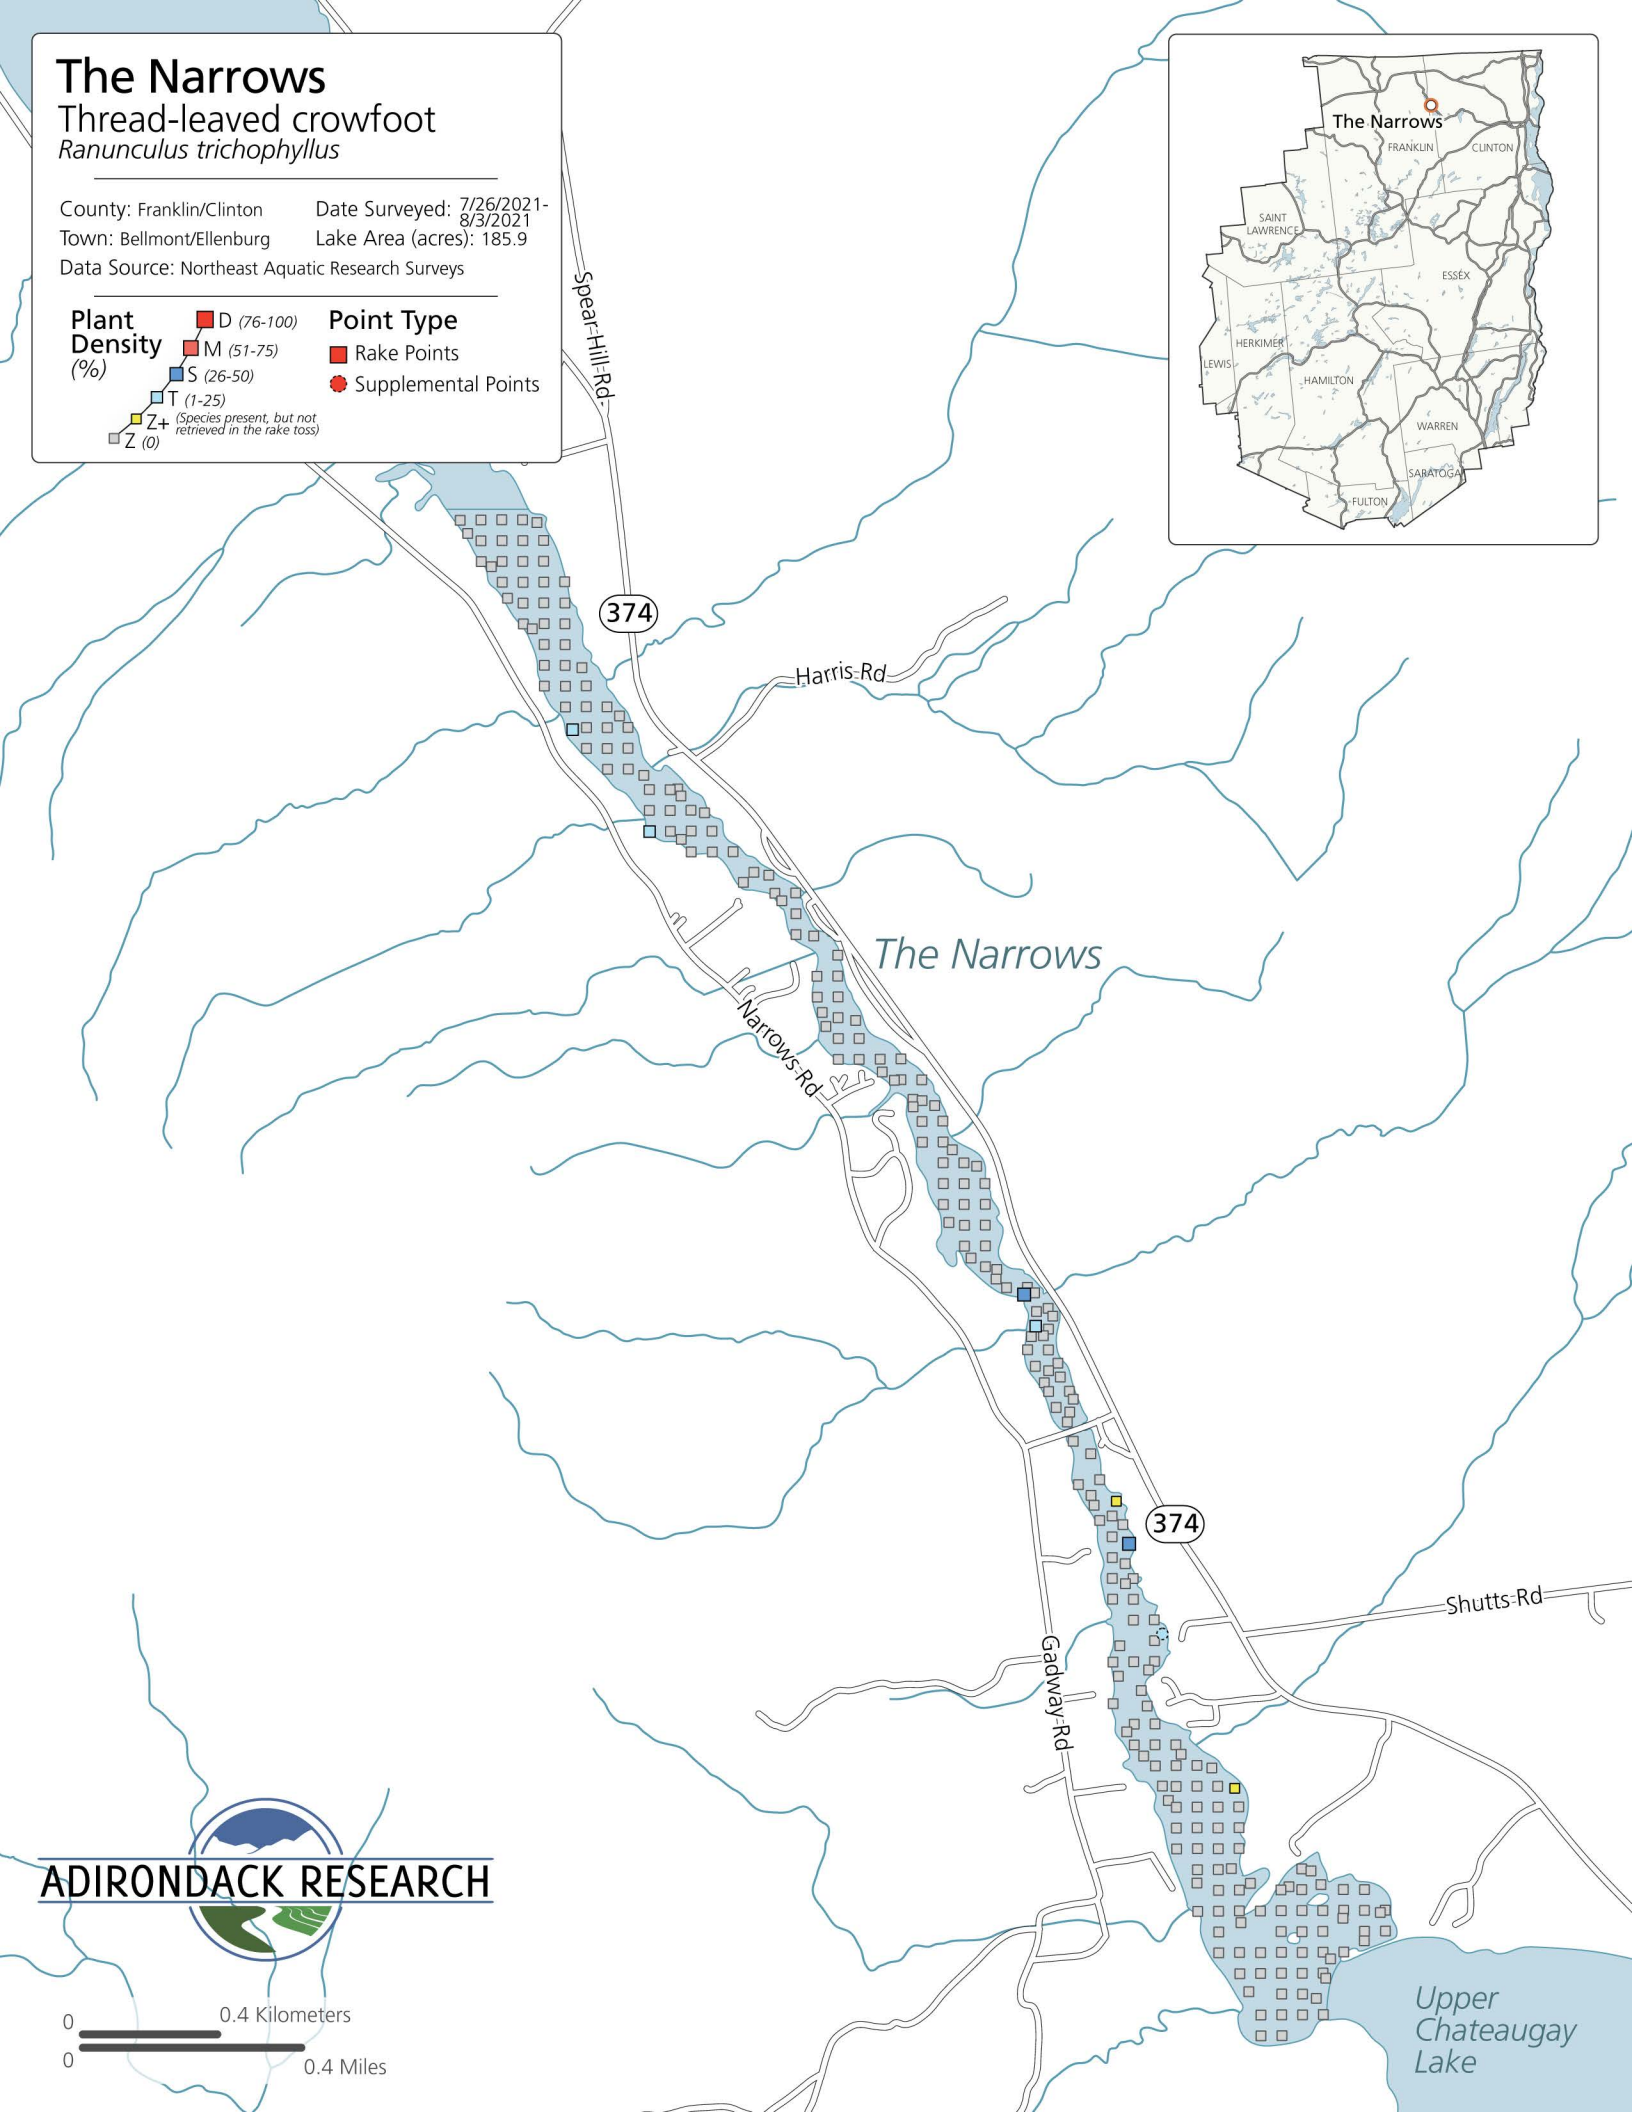 The Narrows
Thread-leaved crowfoot
Ranunculus trichophyllus
County: Franklin/Clinton
Date Surveyed: 7/26/2021-
8/3/2021
Town: Bellmont/Ellenburg
Lake Area (acres): 185.9
Data Source: Northeast Aquatic Research Surveys
Plant
Density
(%)
D (76-100)
M (51-75)
S (26-50)
T (1-25)
Z+ (Species present, but not
retrieved in the rake toss)
Z (0)
Point Type
Rake Points
Supplemental Points
The Narrows
FRANKLIN
CLINTON
SAINT
LAWRENCE
ESSEX
HERKIMER
LEWIS
HAMILTON
WARREN
SARATOGA
FULTON
Spear-Hill-Rd-
374
Harris-Rd
The Narrows
Narrows-Rd
374
Shutts-Rd
Gadway-Rd
ADIRONDACK RESEARCH
0
0.4 Kilometers
0
0.4 Miles
Upper
Chateaugay
Lake